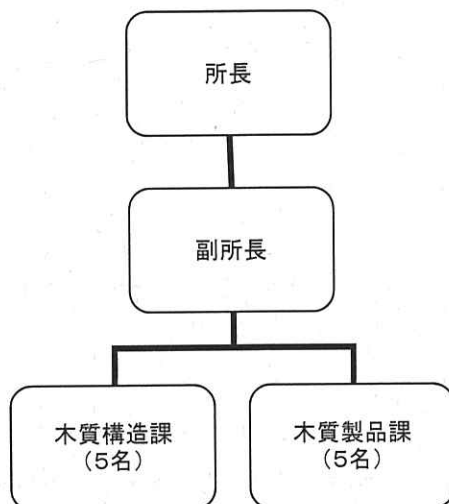 所長
副所長
木質構造課
（5名）
木質製品課
（5名）